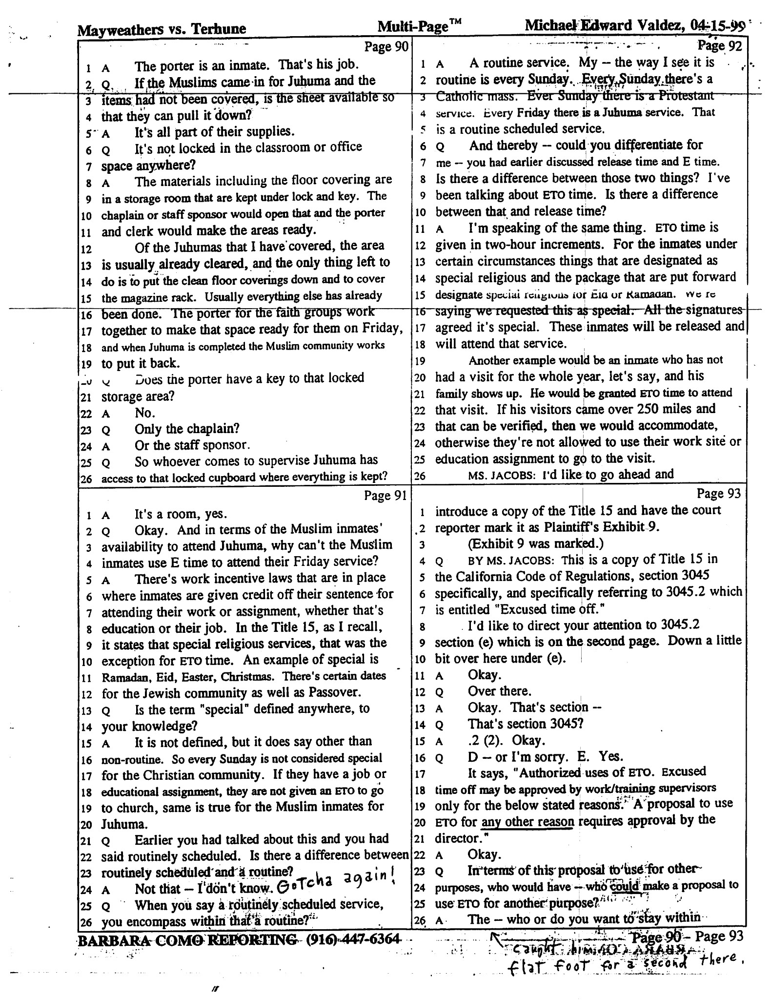 Mayweathers vs. Terhune Multi-Page™ Michael Edward Valdez, 04-15-99
Page 90
1 A The porter is an inmate. That's his job.
2 Q. If the Muslims came in for Juhuma and the
3 items had not been covered, is the sheet available so
4 that they can pull it down?
5 A It's all part of their supplies.
6 Q It's not locked in the classroom or office
7 space anywhere?
8 A The materials including the floor covering are
9 in a storage room that are kept under lock and key. The
10 chaplain or staff sponsor would open that and the porter
11 and clerk would make the areas ready.
12 Of the Juhumas that I have covered, the area
13 is usually already cleared, and the only thing left to
14 do is to put the clean floor coverings down and to cover
15 the magazine rack. Usually everything else has already
16 been done. The porter for the faith groups work
17 together to make that space ready for them on Friday,
18 and when Juhuma is completed the Muslim community works
19 to put it back.
20 Q Does the porter have a key to that locked
21 storage area?
22 A No.
23 Q Only the chaplain?
24 A Or the staff sponsor.
25 Q So whoever comes to supervise Juhuma has
26 access to that locked cupboard where everything is kept?
Page 91
1 A It's a room, yes.
2 Q Okay. And in terms of the Muslim inmates'
3 availability to attend Juhuma, why can't the Muslim
4 inmates use E time to attend their Friday service?
5 A There's work incentive laws that are in place
6 where inmates are given credit off their sentence for
7 attending their work or assignment, whether that's
8 education or their job. In the Title 15, as I recall,
9 it states that special religious services, that was the
10 exception for ETO time. An example of special is
11 Ramadan, Eid, Easter, Christmas. There's certain dates
12 for the Jewish community as well as Passover.
13 Q Is the term "special" defined anywhere, to
14 your knowledge?
15 A It is not defined, but it does say other than
16 non-routine. So every Sunday is not considered special
17 for the Christian community. If they have a job or
18 educational assignment, they are not given an ETO to go
19 to church, same is true for the Muslim inmates for
20 Juhuma.
21 Q Earlier you had talked about this and you had
22 said routinely scheduled. Is there a difference between
23 routinely scheduled and a routine?
24 A Not that -- I don't know. Gotcha again!
25 Q When you say a routinely scheduled service,
26 you encompass within that a routine?
Page 92
1 A A routine service. My -- the way I see it is
2 routine is every Sunday. Every Sunday there's a
3 Catholic mass. Ever Sunday there is a Protestant
4 service. Every Friday there is a Juhuma service. That
5 is a routine scheduled service.
6 Q And thereby -- could you differentiate for
7 me -- you had earlier discussed release time and E time.
8 Is there a difference between those two things? I've
9 been talking about ETO time. Is there a difference
10 between that and release time?
11 A I'm speaking of the same thing. ETO time is
12 given in two-hour increments. For the inmates under
13 certain circumstances things that are designated as
14 special religious and the package that are put forward
15 designate special religious for Eid or Ramadan. We're
16 saying we requested this as special. All the signatures
17 agreed it's special. These inmates will be released and
18 will attend that service.
19 Another example would be an inmate who has not
20 had a visit for the whole year, let's say, and his
21 family shows up. He would be granted ETO time to attend
22 that visit. If his visitors came over 250 miles and
23 that can be verified, then we would accommodate,
24 otherwise they're not allowed to use their work site or
25 education assignment to go to the visit.
26 MS. JACOBS: I'd like to go ahead and
Page 93
1 introduce a copy of the Title 15 and have the court
2 reporter mark it as Plaintiff's Exhibit 9.
3 (Exhibit 9 was marked.)
4 Q BY MS. JACOBS: This is a copy of Title 15 in
5 the California Code of Regulations, section 3045
6 specifically, and specifically referring to 3045.2 which
7 is entitled "Excused time off."
8 I'd like to direct your attention to 3045.2
9 section (e) which is on the second page. Down a little
10 bit over here under (e).
11 A Okay.
12 Q Over there.
13 A Okay. That's section --
14 Q That's section 3045?
15 A .2 (2). Okay.
16 Q D -- or I'm sorry. E. Yes.
17 It says, "Authorized uses of ETO. Excused
18 time off may be approved by work/training supervisors
19 only for the below stated reasons. A proposal to use
20 ETO for any other reason requires approval by the
21 director."
22 A Okay.
23 Q In terms of this proposal to use for other
24 purposes, who would have -- who could make a proposal to
25 use ETO for another purpose?
26 A The -- who or do you want to stay within
BARBARA COMO REPORTING (916) 447-6364 Page 90 - Page 93
caught him
flat foot for a second there.